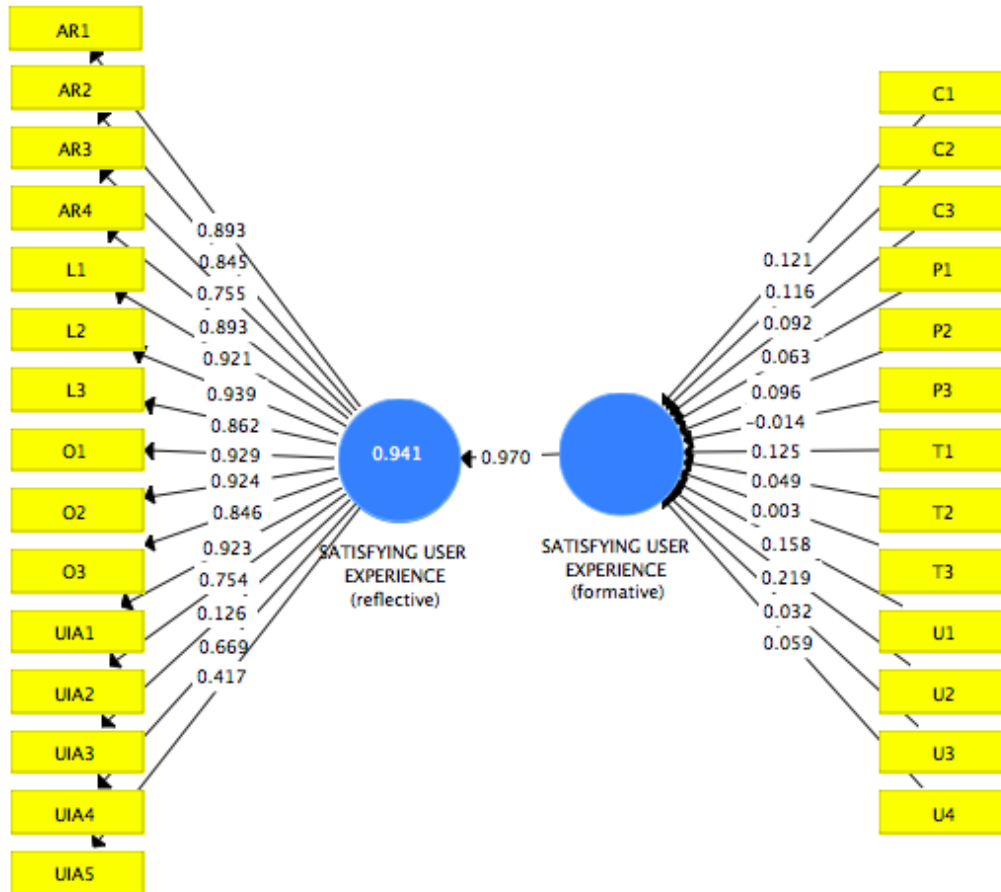 AR1
AR2
AR3
AR4
L1
L2
L3
O1
O2
O3
UIA1
UIA2
UIA3
UIA4
UIA5
0.893
0.845
0.755
0.893
0.921
0.939
0.862
0.929
0.924
0.846
0.923
0.754
0.126
0.669
0.417
0.941
SATISFYING USER
EXPERIENCE
(reflective)
0.970
SATISFYING USER
EXPERIENCE
(formative)
0.121
0.116
0.092
0.063
0.096
-0.014
0.125
0.049
0.003
0.158
0.219
0.032
0.059
C1
C2
C3
P1
P2
P3
T1
T2
T3
U1
U2
U3
U4